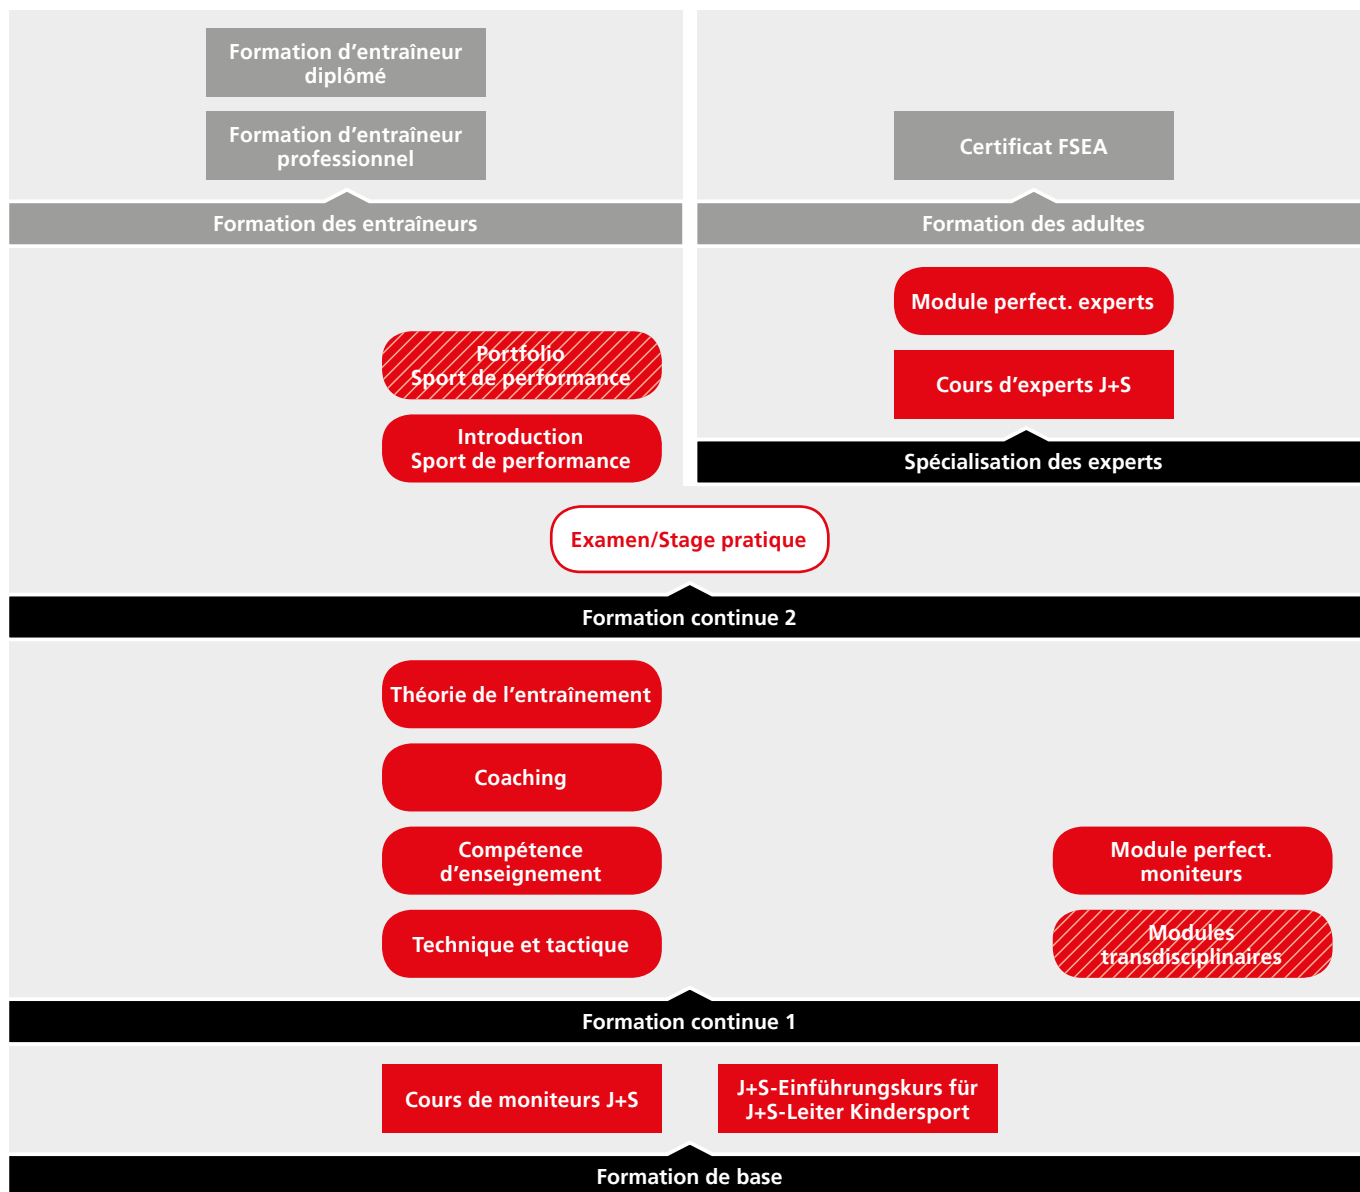 Formation d'entraîneur
diplômé
Formation d'entraîneur
professionnel
Certificat FSEA
Formation des entraîneurs
Formation des adultes
Module perfect. experts
Portfolio
Sport de performance
Cours d'experts J+S
Introduction
Sport de performance
Spécialisation des experts
Examen/Stage pratique
Formation continue 2
Théorie de l'entraînement
Coaching
Compétence
d'enseignement
Module perfect.
moniteurs
Technique et tactique
Modules
transdisciplinaires
Formation continue 1
Cours de moniteurs J+S
J+S-Einführungskurs für
J+S-Leiter Kindersport
Formation de base